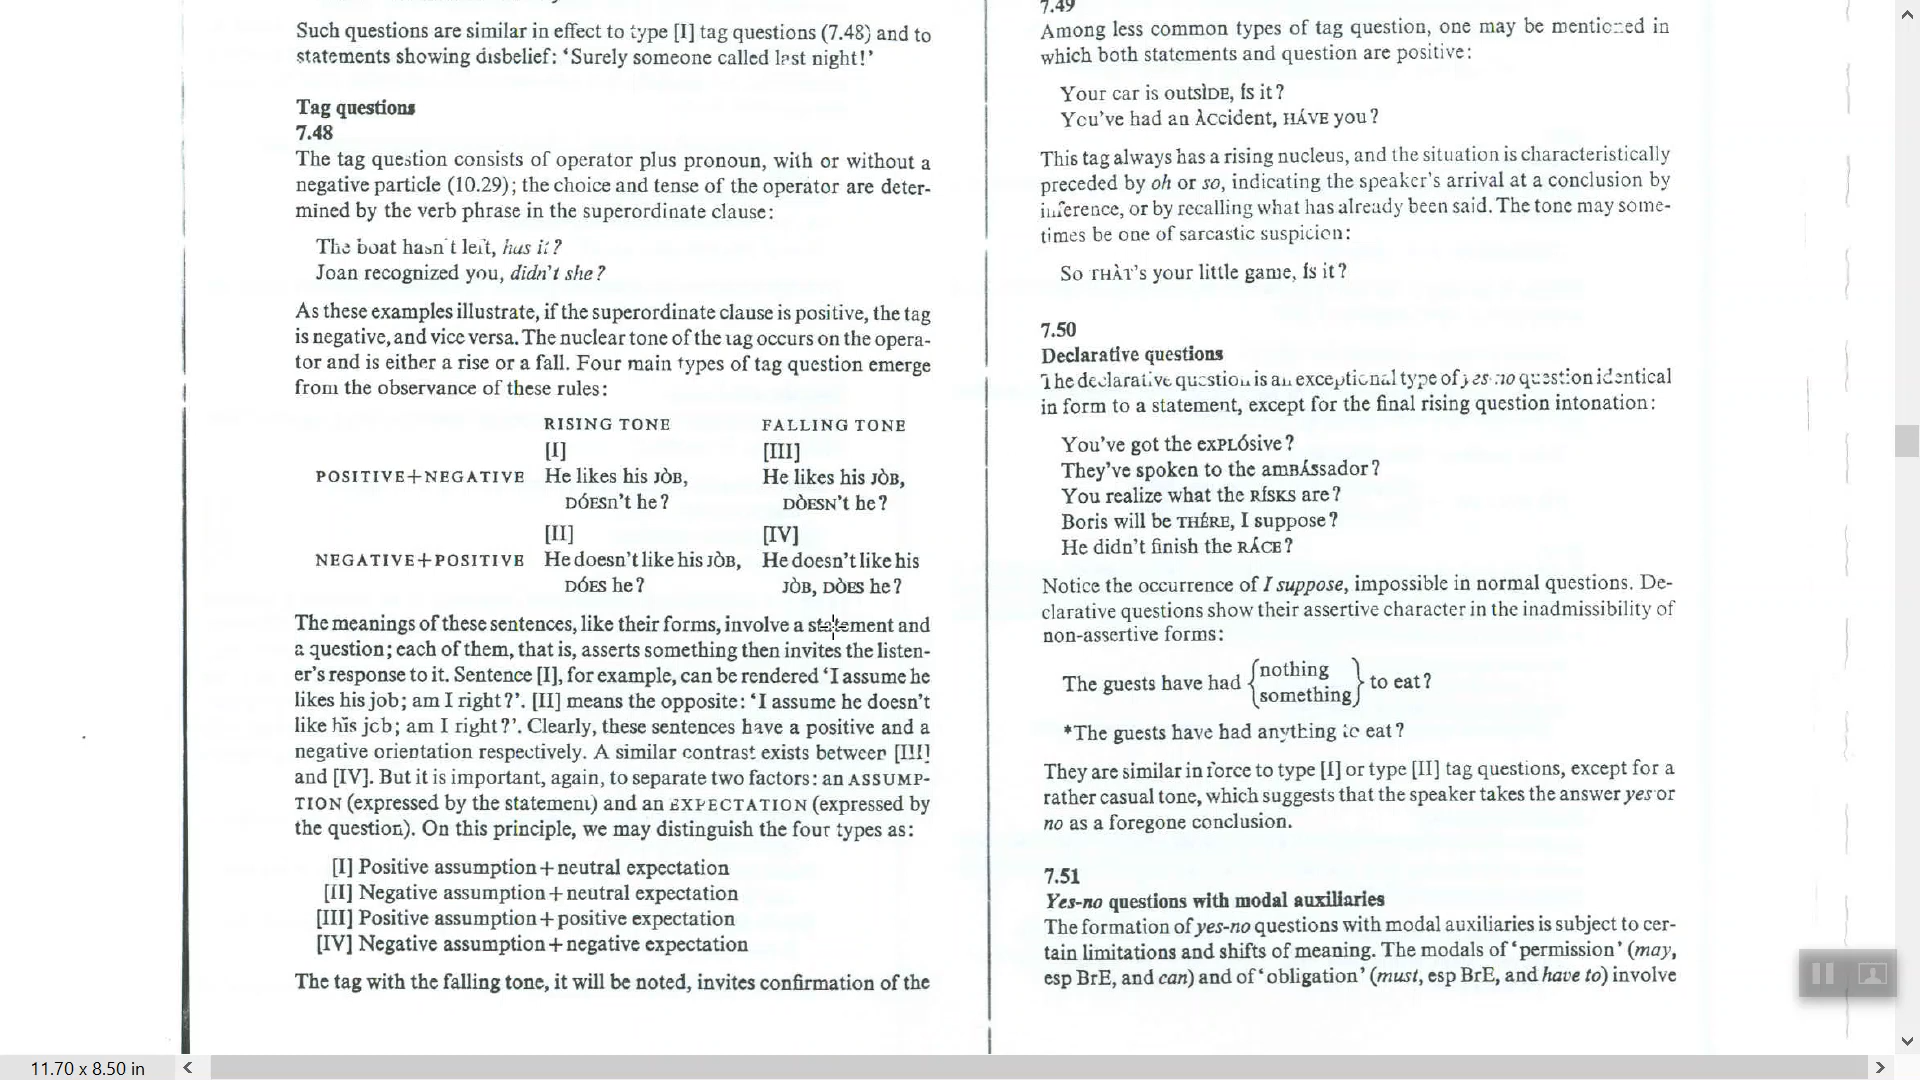 Such questions are similar in effect to type [I] tag questions (7.48) and to
statements showing disbelief: ‘Surely someone called last night!’
Tag questions
7.48
The tag question consists of operator plus pronoun, with or without a
negative particle (10.29); the choice and tense of the operator are deter-
mined by the verb phrase in the superordinate clause:
The boat hasn't left, has it?
Joan recognized you, didn't she?
As these examples illustrate, if the superordinate clause is positive, the tag
is negative, and vice versa. The nuclear tone of the tag occurs on the opera-
tor and is either a rise or a fall. Four main types of tag question emerge
from the observance of these rules:
RISING TONE FALLING TONE
[I] [III]
POSITIVE+NEGATIVE He likes his JÒB, He likes his JÒB,
DÓESn't he? DÒESN't he?
[II] [IV]
NEGATIVE+POSITIVE He doesn't like his JÒB, He doesn't like his
DÓES he? JÒB, DÒES he?
The meanings of these sentences, like their forms, involve a statement and
a question; each of them, that is, asserts something then invites the listen-
er's response to it. Sentence [I], for example, can be rendered ‘I assume he
likes his job; am I right?’. [II] means the opposite: ‘I assume he doesn't
like his job; am I right?’. Clearly, these sentences have a positive and a
negative orientation respectively. A similar contrast exists between [III]
and [IV]. But it is important, again, to separate two factors: an ASSUMP-
TION (expressed by the statement) and an EXPECTATION (expressed by
the question). On this principle, we may distinguish the four types as:
[I] Positive assumption+neutral expectation
[II] Negative assumption+neutral expectation
[III] Positive assumption+positive expectation
[IV] Negative assumption+negative expectation
The tag with the falling tone, it will be noted, invites confirmation of the
7.49
Among less common types of tag question, one may be mentioned in
which both statements and question are positive:
Your car is outsÌDE, ís it?
You've had an ÀCcident, HÁVE you?
This tag always has a rising nucleus, and the situation is characteristically
preceded by oh or so, indicating the speaker's arrival at a conclusion by
inference, or by recalling what has already been said. The tone may some-
times be one of sarcastic suspicion:
So THÀT's your little game, ís it?
7.50
Declarative questions
The declarative question is an exceptional type of yes-no question identical
in form to a statement, except for the final rising question intonation:
You've got the exPLÓsive?
They've spoken to the amBÁssador?
You realize what the RÍSKS are?
Boris will be THÉRE, I suppose?
He didn't finish the RÁCE?
Notice the occurrence of I suppose, impossible in normal questions. De-
clarative questions show their assertive character in the inadmissibility of
non-assertive forms:
The guests have had {nothing
something} to eat?
*The guests have had anything to eat?
They are similar in force to type [I] or type [II] tag questions, except for a
rather casual tone, which suggests that the speaker takes the answer yes or
no as a foregone conclusion.
7.51
Yes-no questions with modal auxiliaries
The formation of yes-no questions with modal auxiliaries is subject to cer-
tain limitations and shifts of meaning. The modals of ‘permission’ (may,
esp BrE, and can) and of ‘obligation’ (must, esp BrE, and have to) involve
11.70 x 8.50 in